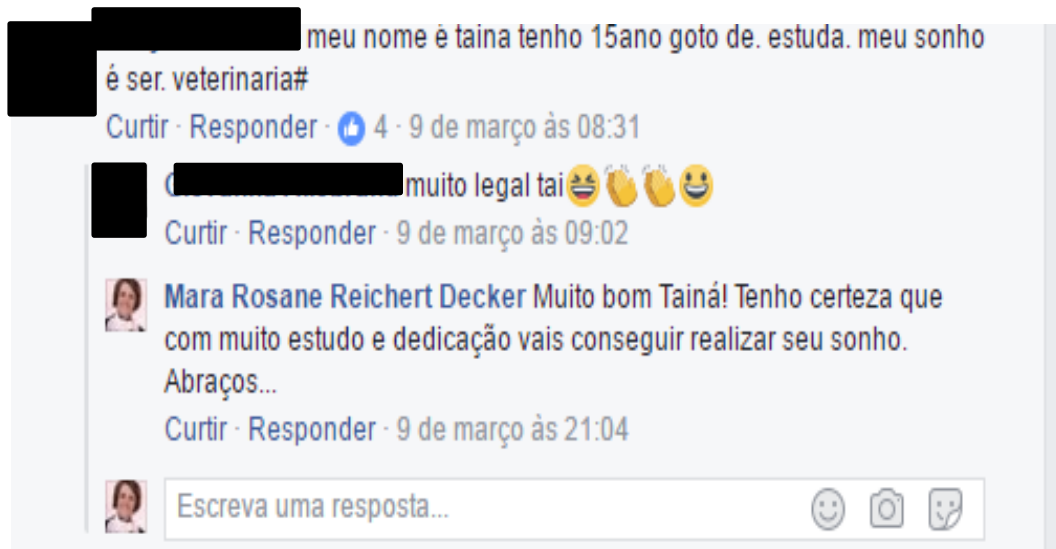 meu nome è taina tenho 15ano goto de. estuda. meu sonho
é ser. veterinaria#
Curtir · Responder · 4 · 9 de março às 08:31
muito legal tai
Curtir · Responder · 9 de março às 09:02
Mara Rosane Reichert Decker Muito bom Tainá! Tenho certeza que
com muito estudo e dedicação vais conseguir realizar seu sonho.
Abraços...
Curtir · Responder · 9 de março às 21:04
Escreva uma resposta...